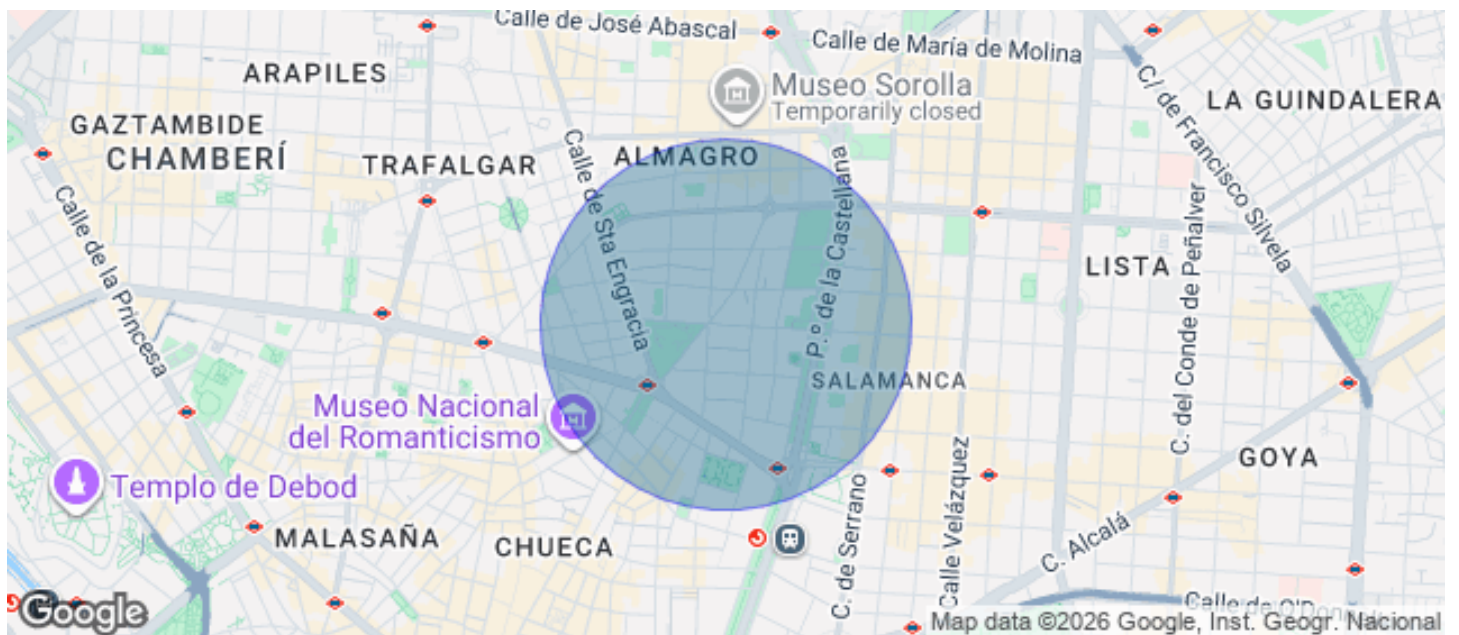 Calle de José Abascal
Calle de María de Molina
ARAPILES
Museo Sorolla
Temporarily closed
C/ de Francisco Silvela
LA GUINDALERA
GAZTAMBIDE
CHAMBERÍ
TRAFALGAR
ALMAGRO
Calle de Sta Engracia
P.º de la Castellana
Calle de la Princesa
LISTA
C. del Conde de Peñalver
SALAMANCA
Museo Nacional
del Romanticismo
Templo de Debod
GOYA
MALASAÑA
CHUECA
C. de Serrano
Calle Velázquez
C. Alcalá
Calle de O'D
Google
Map data ©2026 Google, Inst. Geogr. Nacional